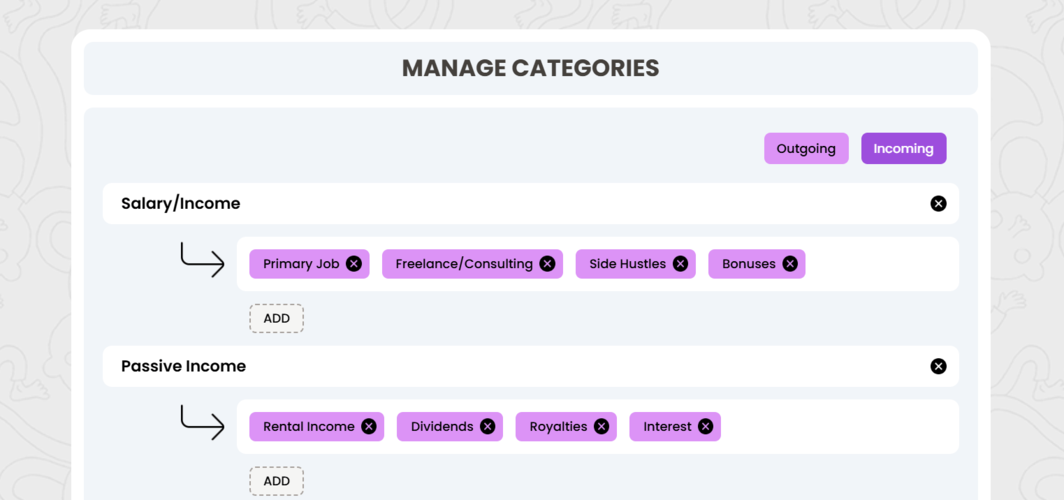 MANAGE CATEGORIES
Outgoing Incoming
Salary/Income
Primary Job Freelance/Consulting Side Hustles Bonuses
ADD
Passive Income
Rental Income Dividends Royalties Interest
ADD